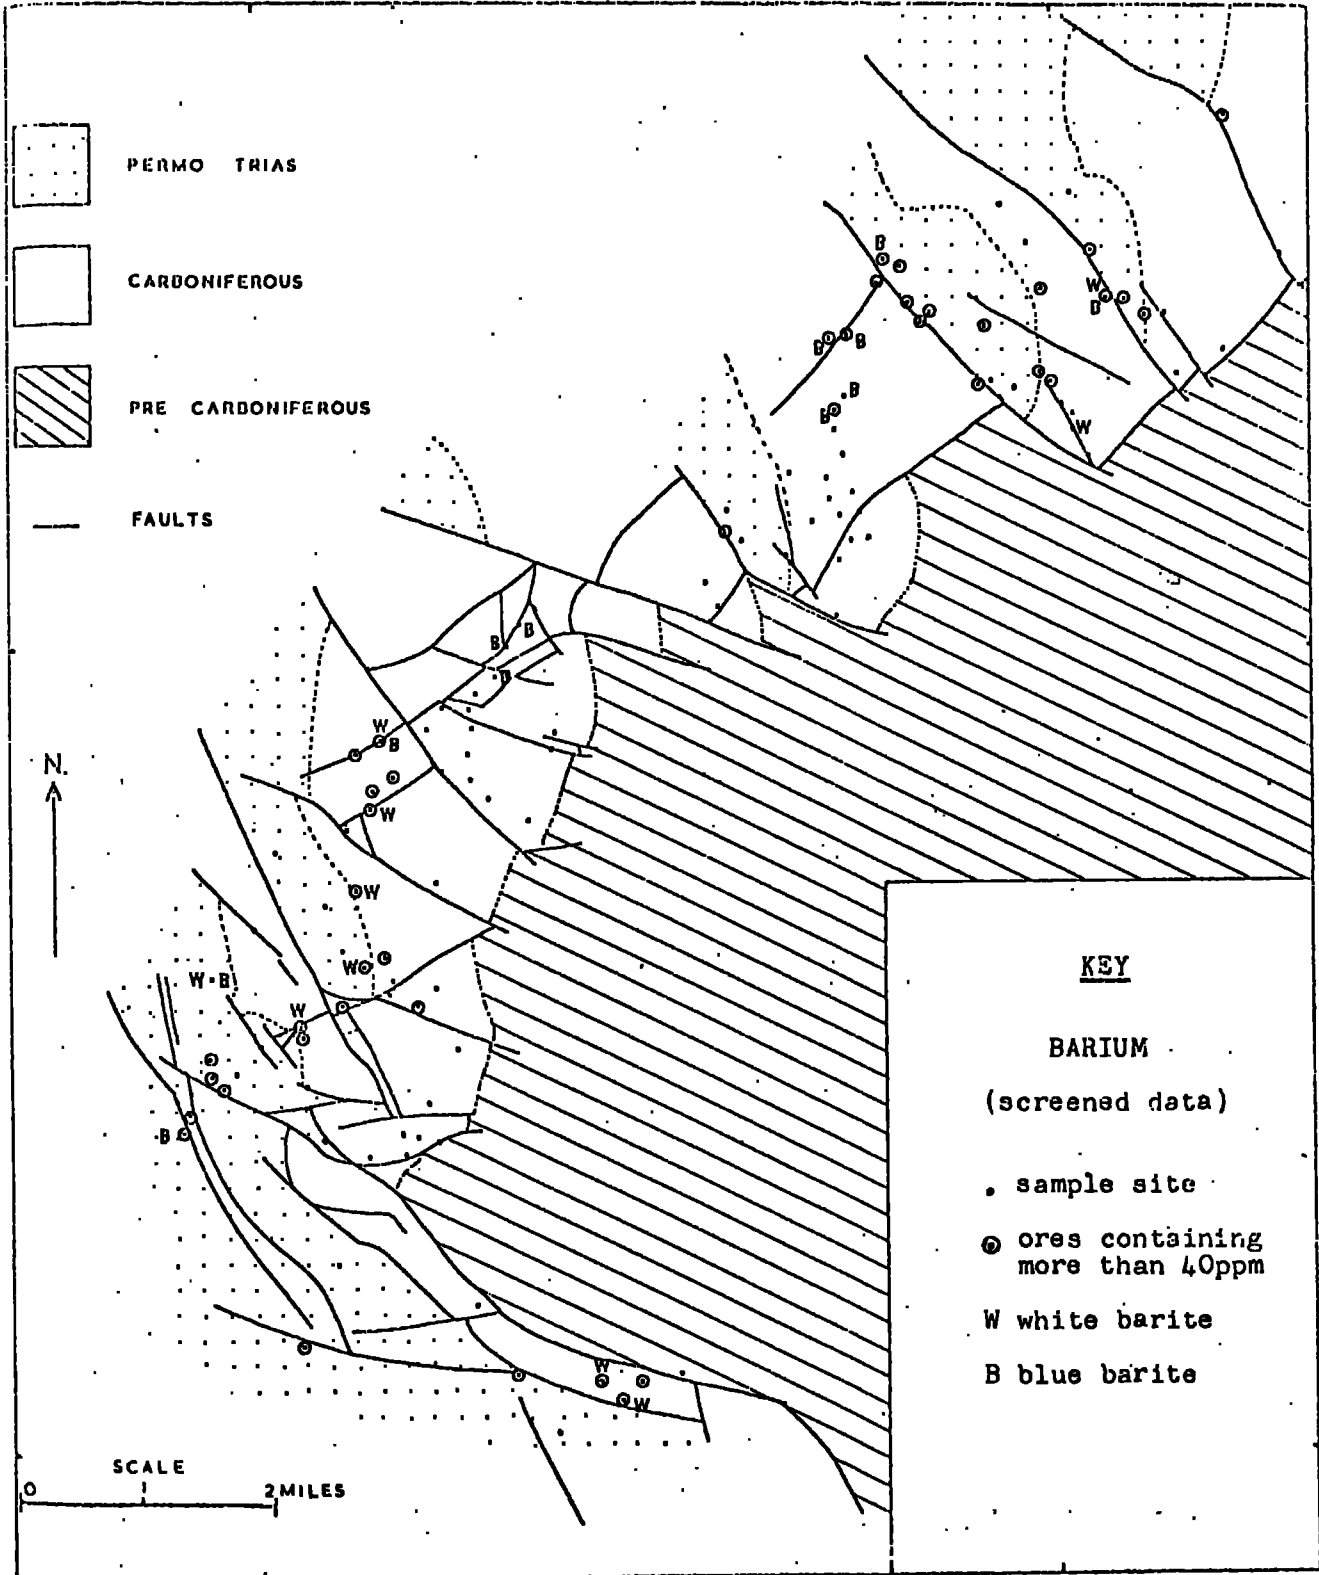 PERMO TRIAS
CARBONIFEROUS
PRE CARBONIFEROUS
FAULTS
B
W
B
B
B
B
B
W
B
B
B
W
B
W
W
W
W B
W
B
W
W
N.
KEY
BARIUM
(screened data)
sample site
ores containing
more than 40ppm
W white barite
B blue barite
SCALE
0 2 MILES